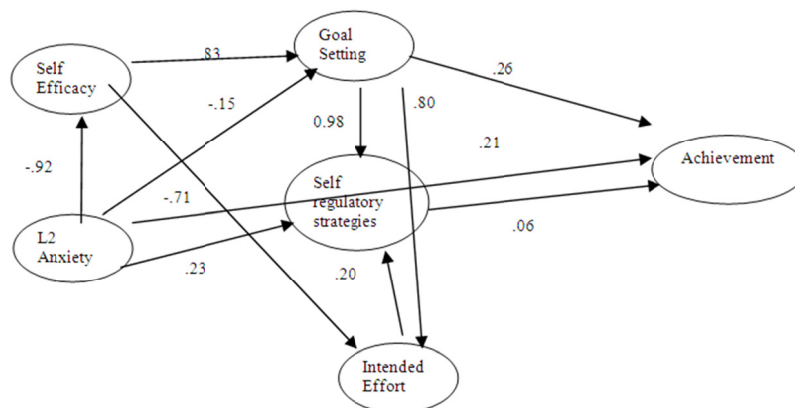 Goal
Setting
.83
.26
Self
Efficacy
-.15
.80
0.98
.21
Achievement
-.92
Self
regulatory
strategies
-.71
.06
L2
Anxiety
.23
.20
Intended
Effort